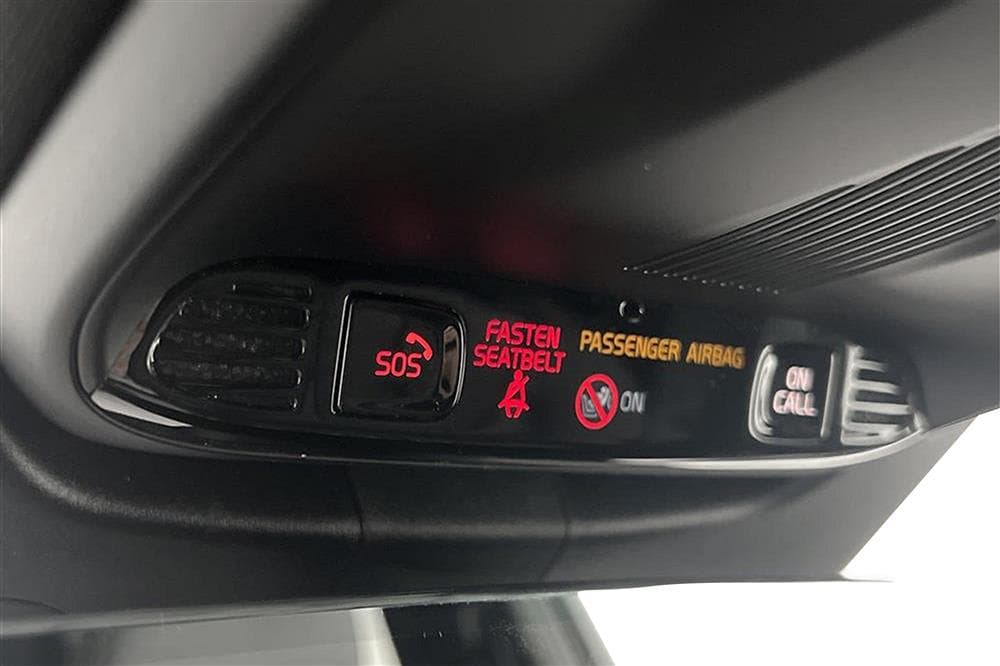 SOS
FASTEN
SEATBELT
PASSENGER AIRBAG
ON
ON
CALL